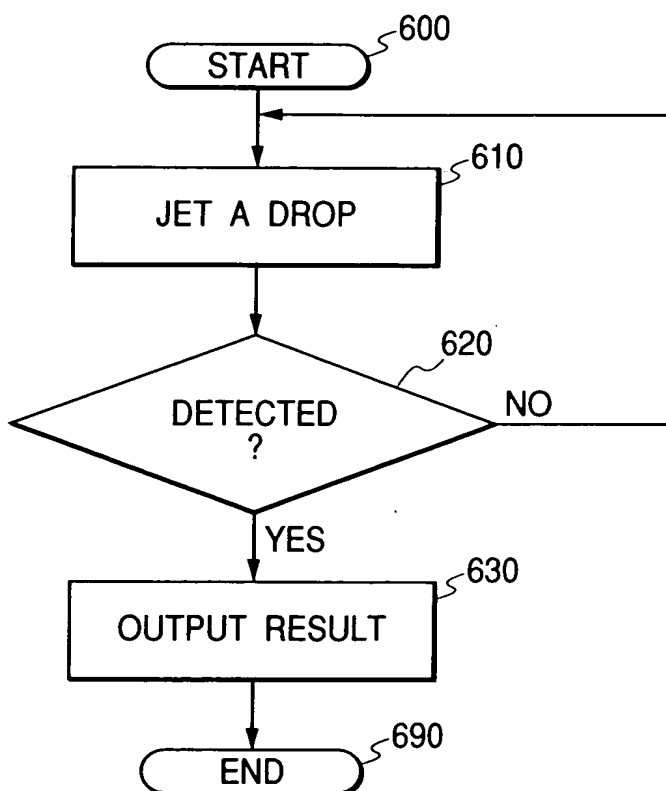 600
START
610
JET A DROP
620
DETECTED
?
NO
YES
630
OUTPUT RESULT
690
END